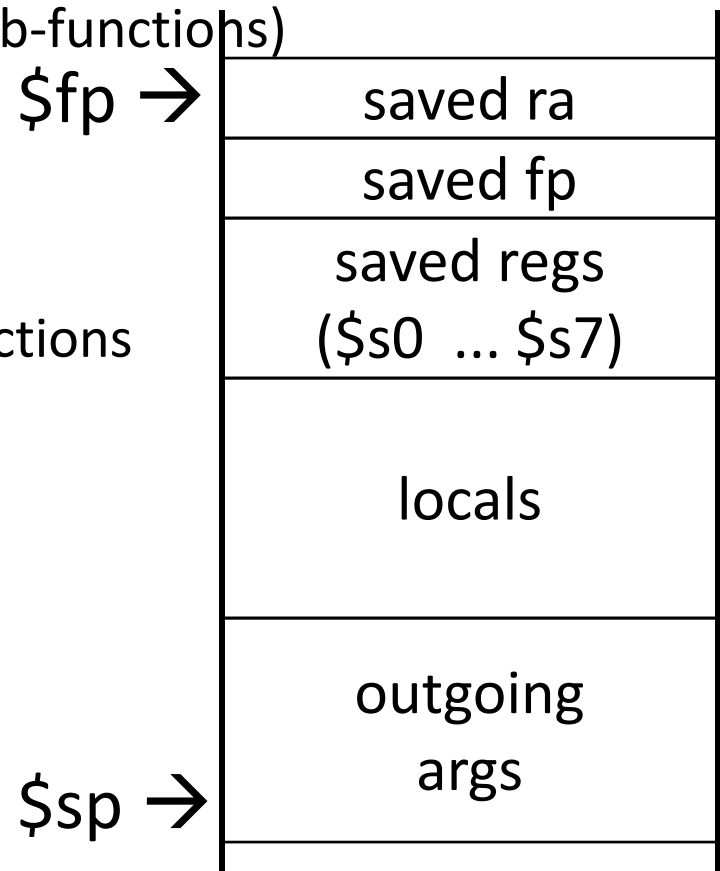 b-functions)
$fp →
saved ra
saved fp
saved regs
($s0 ... $s7)
ctions
locals
outgoing
args
$sp →